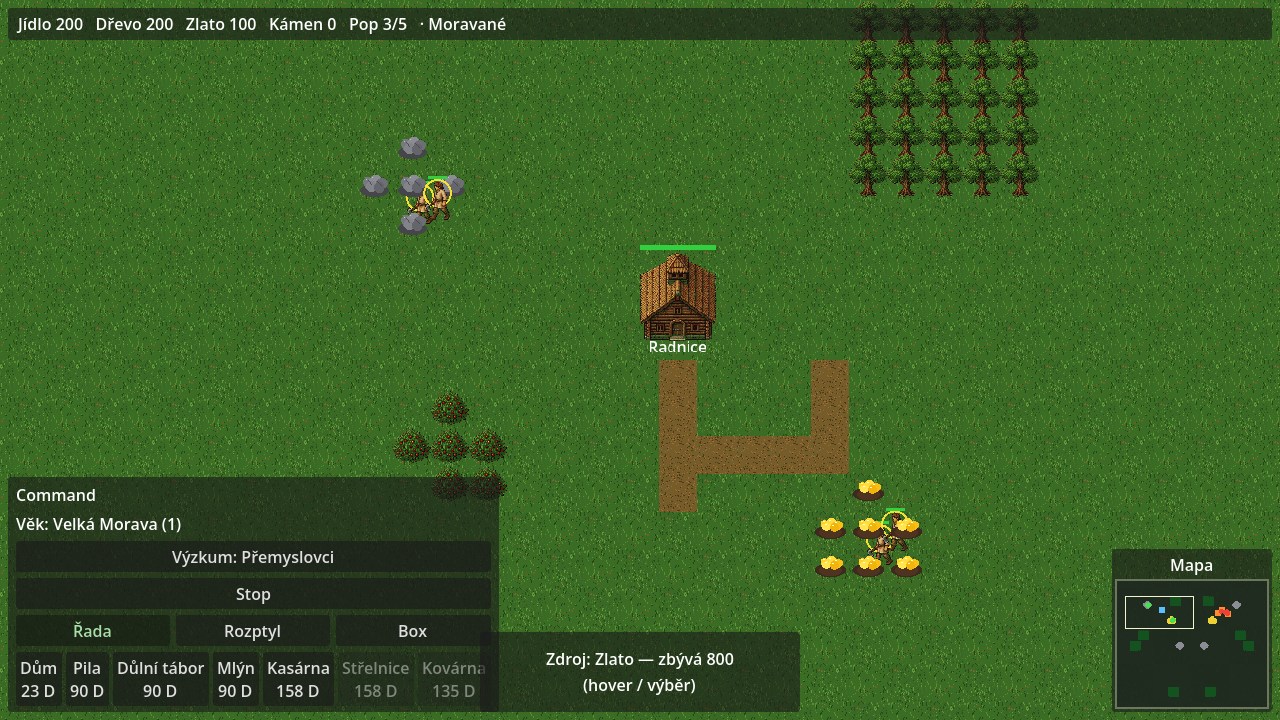 Jídlo 200 Dřevo 200 Zlato 100 Kámen 0 Pop 3/5 · Moravané
Radnice
Command
Věk: Velká Morava (1)
Výzkum: Přemyslovci
Stop
Řada Rozptyl Box
Dům Pila Důlní tábor Mlýn Kasárna Střelnice Kovárna
23 D 90 D 90 D 90 D 158 D 158 D 135 D
Zdroj: Zlato — zbývá 800
(hover / výběr)
Mapa